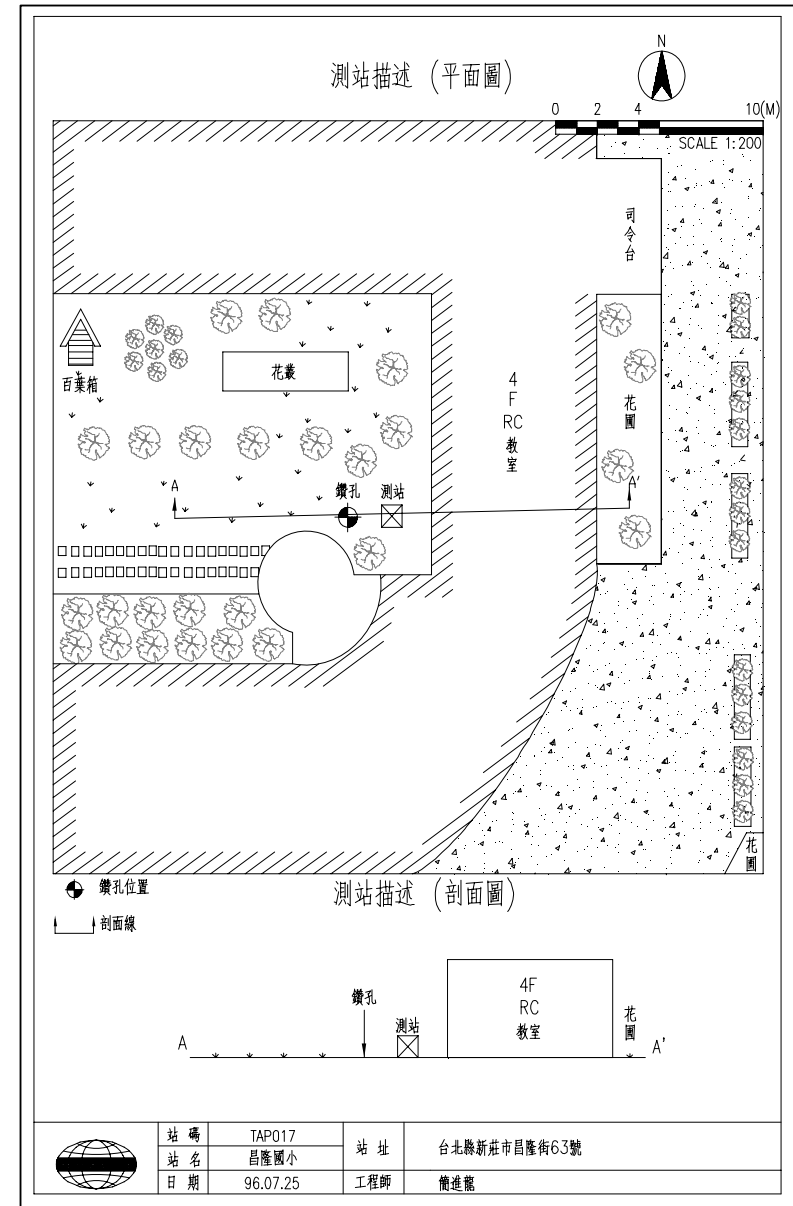 測站描述 (平面圖)
N
0 2 4 10(M)
SCALE 1:200
司令台
百葉箱
花叢
4F RC 教室
花圃
鑽孔 測站
A A'
花圃
鑽孔位置
剖面線
測站描述 (剖面圖)
鑽孔
測站
4F
RC
教室
花圃
A A'
站碼 TAP017
站名 昌隆國小
日期 96.07.25
站址 台北縣新莊市昌隆街63號
工程師 簡進龍